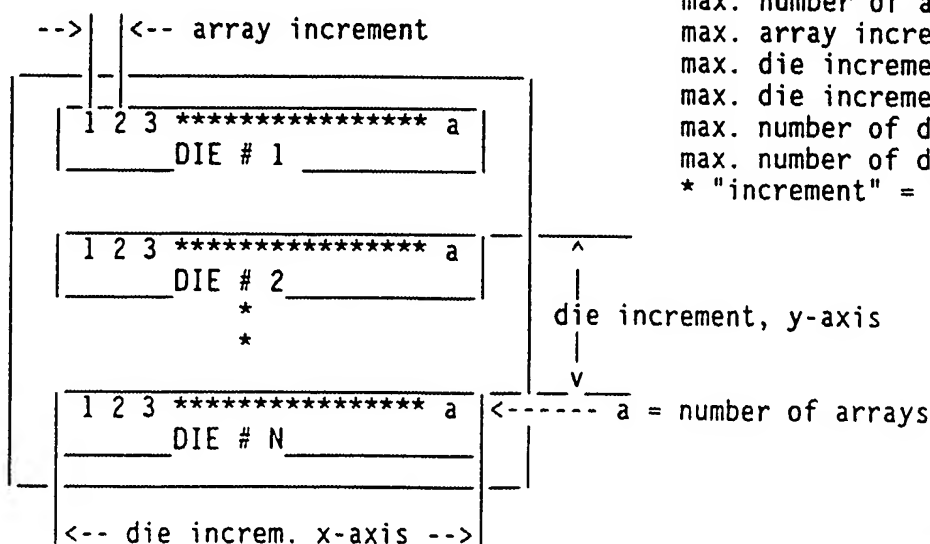 max. number of a
--> <-- array increment
max. array incre
max. die increme
max. die increme
1 2 3 **************** a
max. number of d
DIE # 1
max. number of d
* "increment" =
1 2 3 **************** a
DIE # 2
*
*
die increment, y-axis
1 2 3 **************** a
<------ a = number of arrays
DIE # N
<-- die increm. x-axis -->